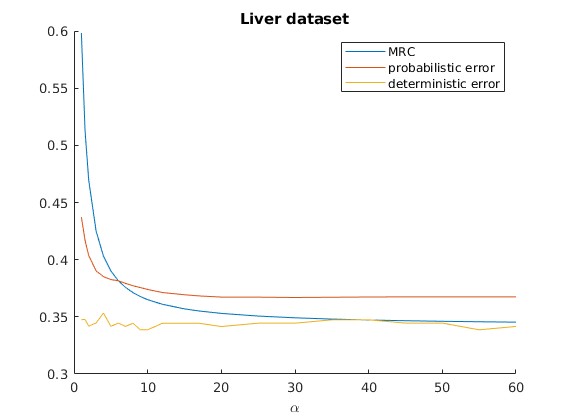 Liver dataset
MRC
probabilistic error
deterministic error
0.6
0.55
0.5
0.45
0.4
0.35
0.3
0 10 20 30 40 50 60
α